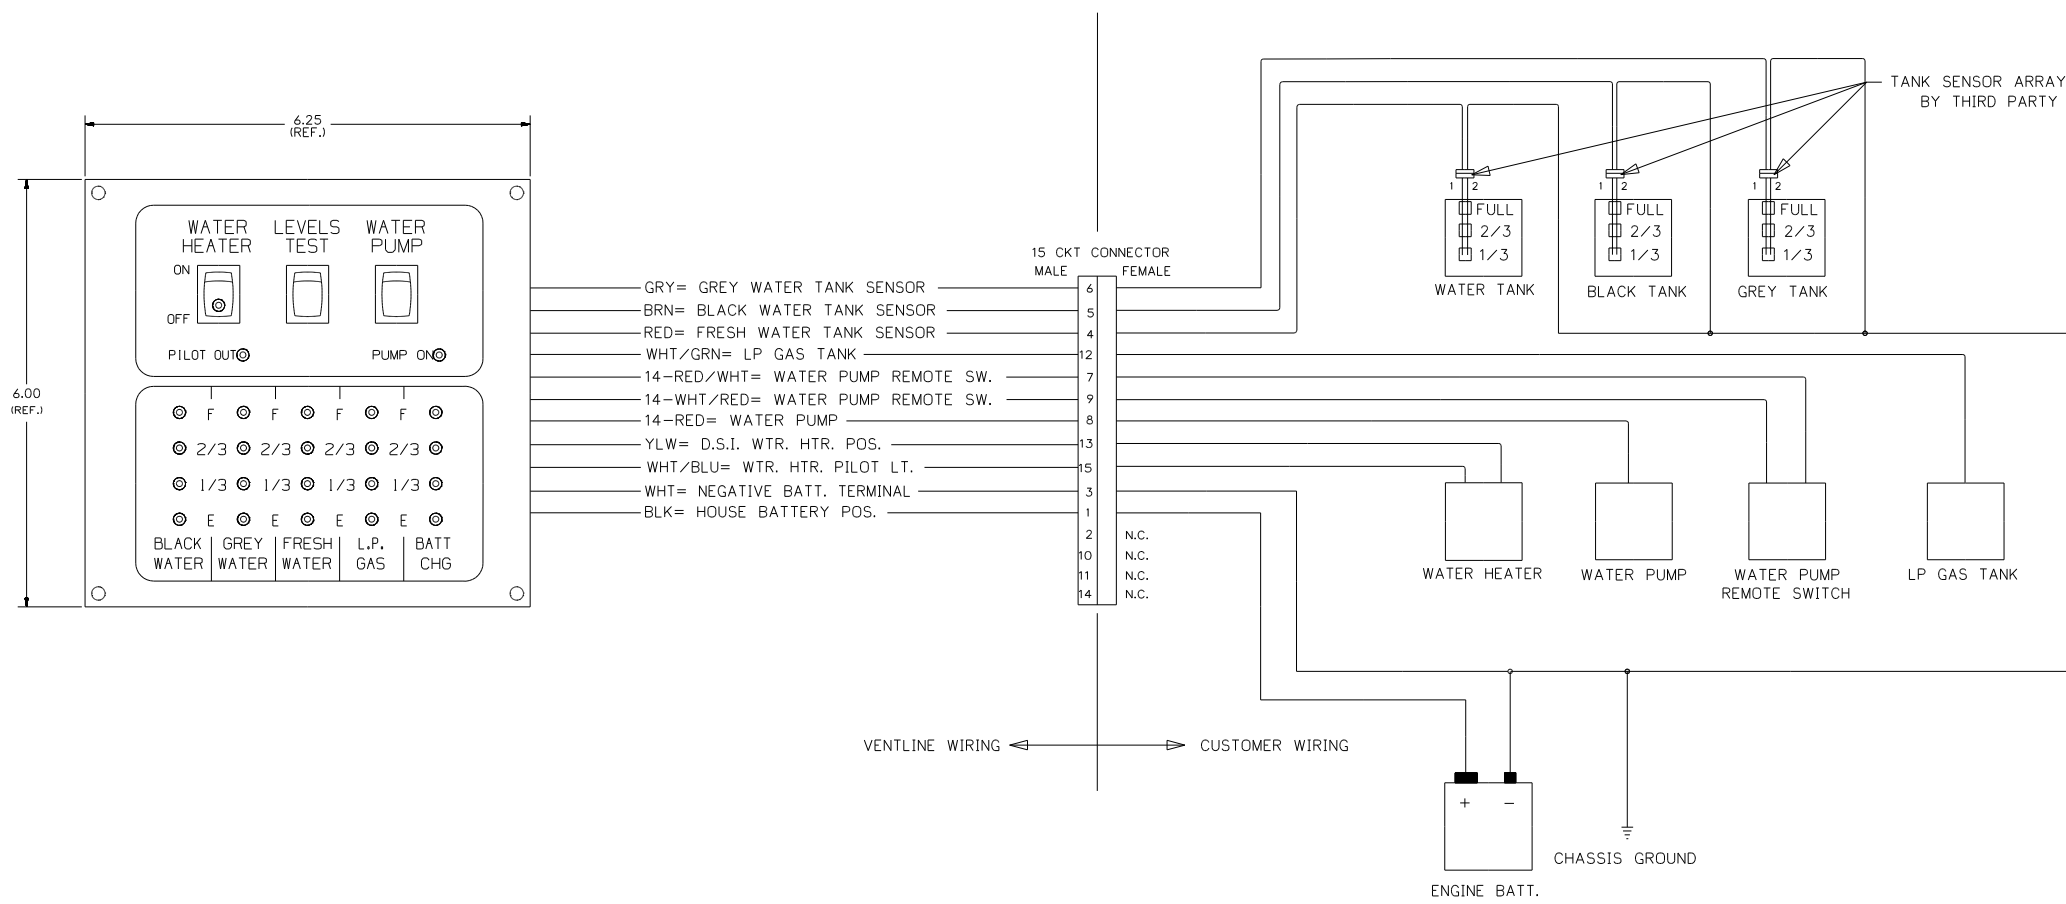 6.25
(REF.)
6.00
(REF.)
WATER
HEATER
LEVELS
TEST
WATER
PUMP
ON
OFF
PILOT OUT
PUMP ON
F F F F
2/3 2/3 2/3 2/3
1/3 1/3 1/3 1/3
E E E E
BLACK
WATER
GREY
WATER
FRESH
WATER
L.P.
GAS
BATT
CHG
GRY= GREY WATER TANK SENSOR
BRN= BLACK WATER TANK SENSOR
RED= FRESH WATER TANK SENSOR
WHT/GRN= LP GAS TANK
14-RED/WHT= WATER PUMP REMOTE SW.
14-WHT/RED= WATER PUMP REMOTE SW.
14-RED= WATER PUMP
YLW= D.S.I. WTR. HTR. POS.
WHT/BLU= WTR. HTR. PILOT LT.
WHT= NEGATIVE BATT. TERMINAL
BLK= HOUSE BATTERY POS.
15 CKT CONNECTOR
MALE FEMALE
6
5
4
12
7
9
8
13
15
3
1
2 N.C.
10 N.C.
11 N.C.
14 N.C.
VENTLINE WIRING
CUSTOMER WIRING
TANK SENSOR ARRAY
BY THIRD PARTY
1 2
FULL
2/3
1/3
WATER TANK
1 2
FULL
2/3
1/3
BLACK TANK
1 2
FULL
2/3
1/3
GREY TANK
WATER HEATER
WATER PUMP
WATER PUMP
REMOTE SWITCH
LP GAS TANK
+ −
ENGINE BATT.
CHASSIS GROUND